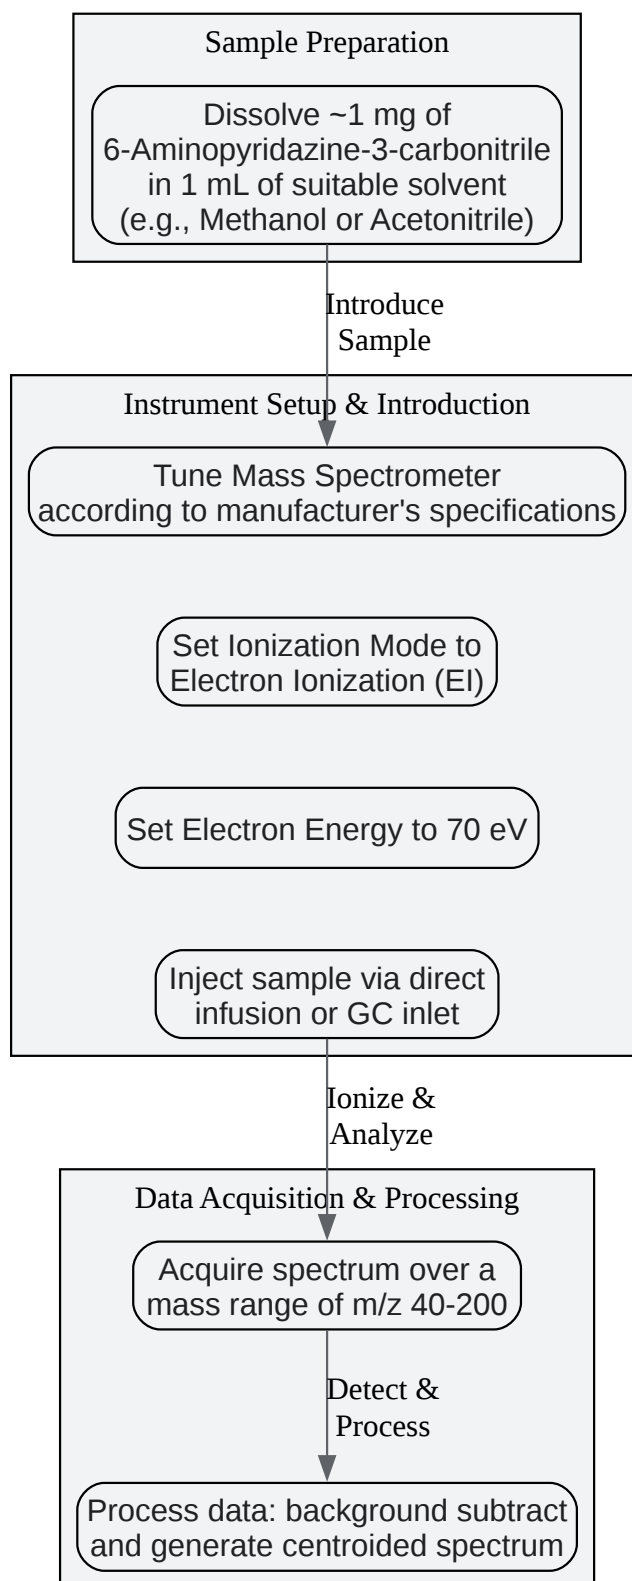 Sample Preparation
Dissolve ~1 mg of
6-Aminopyridazine-3-carbonitrile
in 1 mL of suitable solvent
(e.g., Methanol or Acetonitrile)
Introduce
Sample
Instrument Setup & Introduction
Tune Mass Spectrometer
according to manufacturer's specifications
Set Ionization Mode to
Electron Ionization (EI)
Set Electron Energy to 70 eV
Inject sample via direct
infusion or GC inlet
Ionize &
Analyze
Data Acquisition & Processing
Acquire spectrum over a
mass range of m/z 40-200
Detect &
Process
Process data: background subtract
and generate centroided spectrum